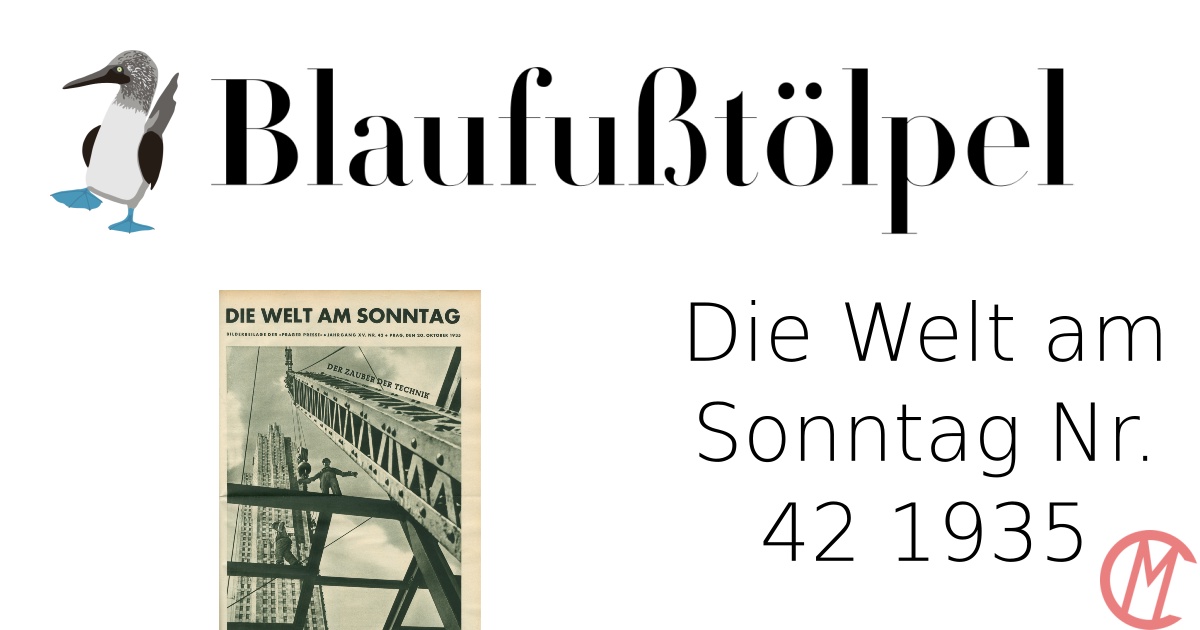 Blaufußtölpel
DIE WELT AM SONNTAG
BILDERBEILAGE DER «PRAGER PRESSE» • JAHRGANG XV, NR. 42 • PRAG, DEN 20. OKTOBER 1935
DER ZAUBER DER TECHNIK
Die Welt am
Sonntag Nr.
42 1935